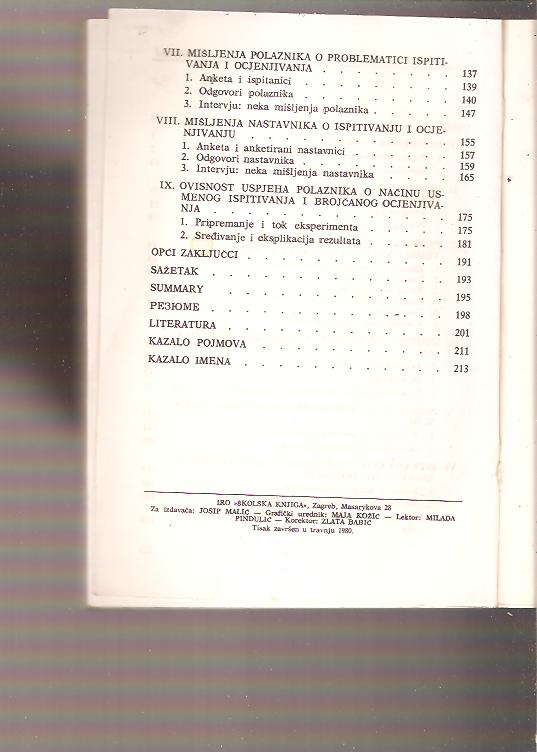 VII. MIŠLJENJA POLAZNIKA O PROBLEMATICI ISPITI-
VANJA I OCJENJIVANJA . . . . . . . 137
1. Anketa i ispitanici . . . . . . . . 139
2. Odgovori polaznika . . . . . . . . 140
3. Intervju: neka mišljenja polaznika . . . . . 147
VIII. MIŠLJENJA NASTAVNIKA O ISPITIVANJU I OCJE-
NJIVANJU . . . . . . . . . . 155
1. Anketa i anketirani nastavnici . . . . . . 157
2. Odgovori nastavnika . . . . . . . . 159
3. Intervju: neka mišljenja nastavnika . . . . . 165
IX. OVISNOST USPJEHA POLAZNIKA O NAČINU US-
MENOG ISPITIVANJA I BROJČANOG OCJENJIVA-
NJA . . . . . . . . . . . . 175
1. Pripremanje i tok eksperimenta . . . . . . 175
2. Sređivanje i eksplikacija rezultata . . . . . 181
OPĆI ZAKLJUČCI . . . . . . . . . . 191
SAŽETAK . . . . . . . . . . . . 193
SUMMARY . . . . . . . . . . . 195
РЕЗЮМЕ . . . . . . . . . . . . 198
LITERATURA . . . . . . . . . . . 201
KAZALO POJMOVA . . . . . . . . . 211
KAZALO IMENA . . . . . . . . . . 213
IRO »ŠKOLSKA KNJIGA«, Zagreb, Masarykova 28
Za izdavača: JOSIP MALIĆ — Grafički urednik: MAJA KOŽIĆ — Lektor: MILADA
PINDULIĆ — Korektor: ZLATA BABIĆ
Tisak završen u travnju 1980.